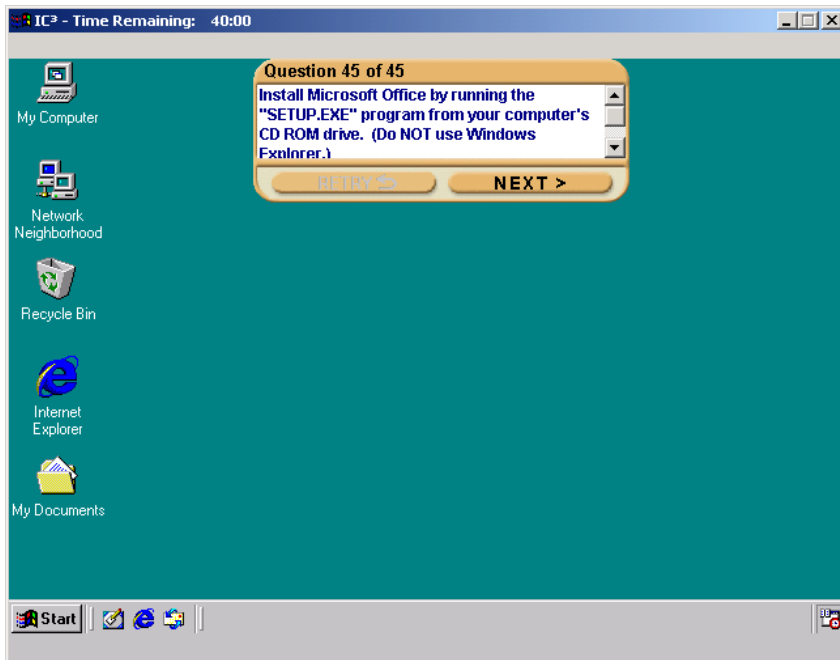 IC³ - Time Remaining: 40:00
Question 45 of 45
Install Microsoft Office by running the
"SETUP.EXE" program from your computer's
CD ROM drive. (Do NOT use Windows
Explorer.)
RETRY
NEXT >
My Computer
Network
Neighborhood
Recycle Bin
Internet
Explorer
My Documents
Start